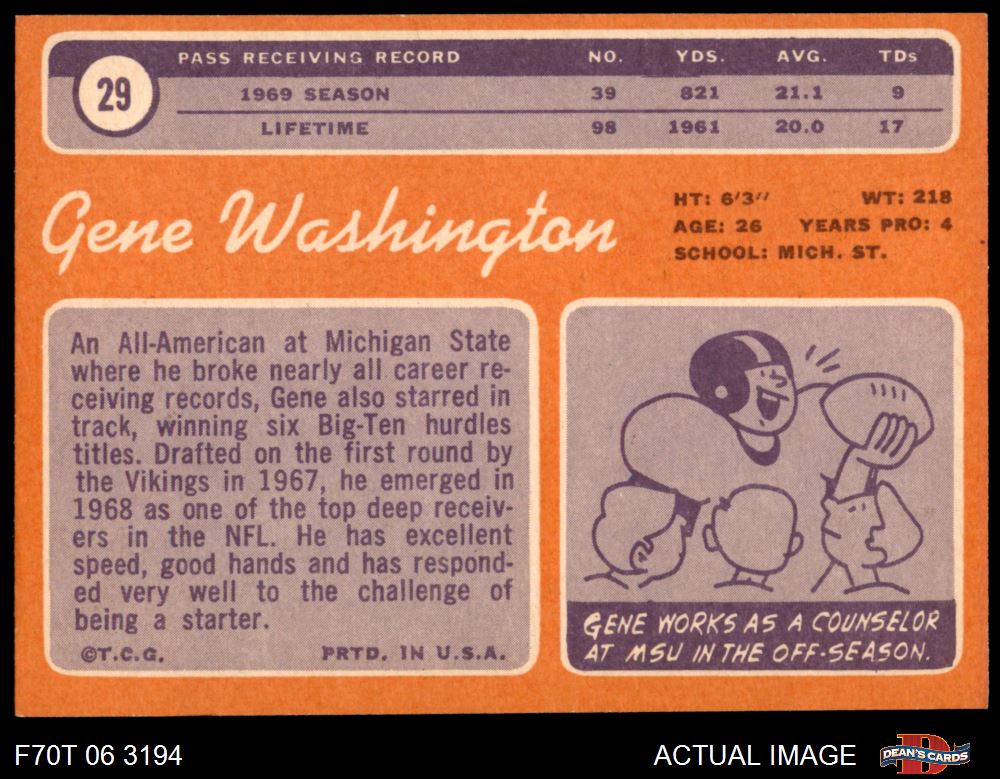 29
PASS RECEIVING RECORD NO. YDS. AVG. TDs
1969 SEASON 39 821 21.1 9
LIFETIME 98 1961 20.0 17
Gene Washington
HT: 6'3'' WT: 218
AGE: 26 YEARS PRO: 4
SCHOOL: MICH. ST.
An All-American at Michigan State
where he broke nearly all career re-
ceiving records, Gene also starred in
track, winning six Big-Ten hurdles
titles. Drafted on the first round by
the Vikings in 1967, he emerged in
1968 as one of the top deep receiv-
ers in the NFL. He has excellent
speed, good hands and has respond-
ed very well to the challenge of
being a starter.
©T.C.G. PRTD. IN U.S.A.
GENE WORKS AS A COUNSELOR
AT MSU IN THE OFF-SEASON.
F70T 06 3194
ACTUAL IMAGE
D
DEAN'S CARDS